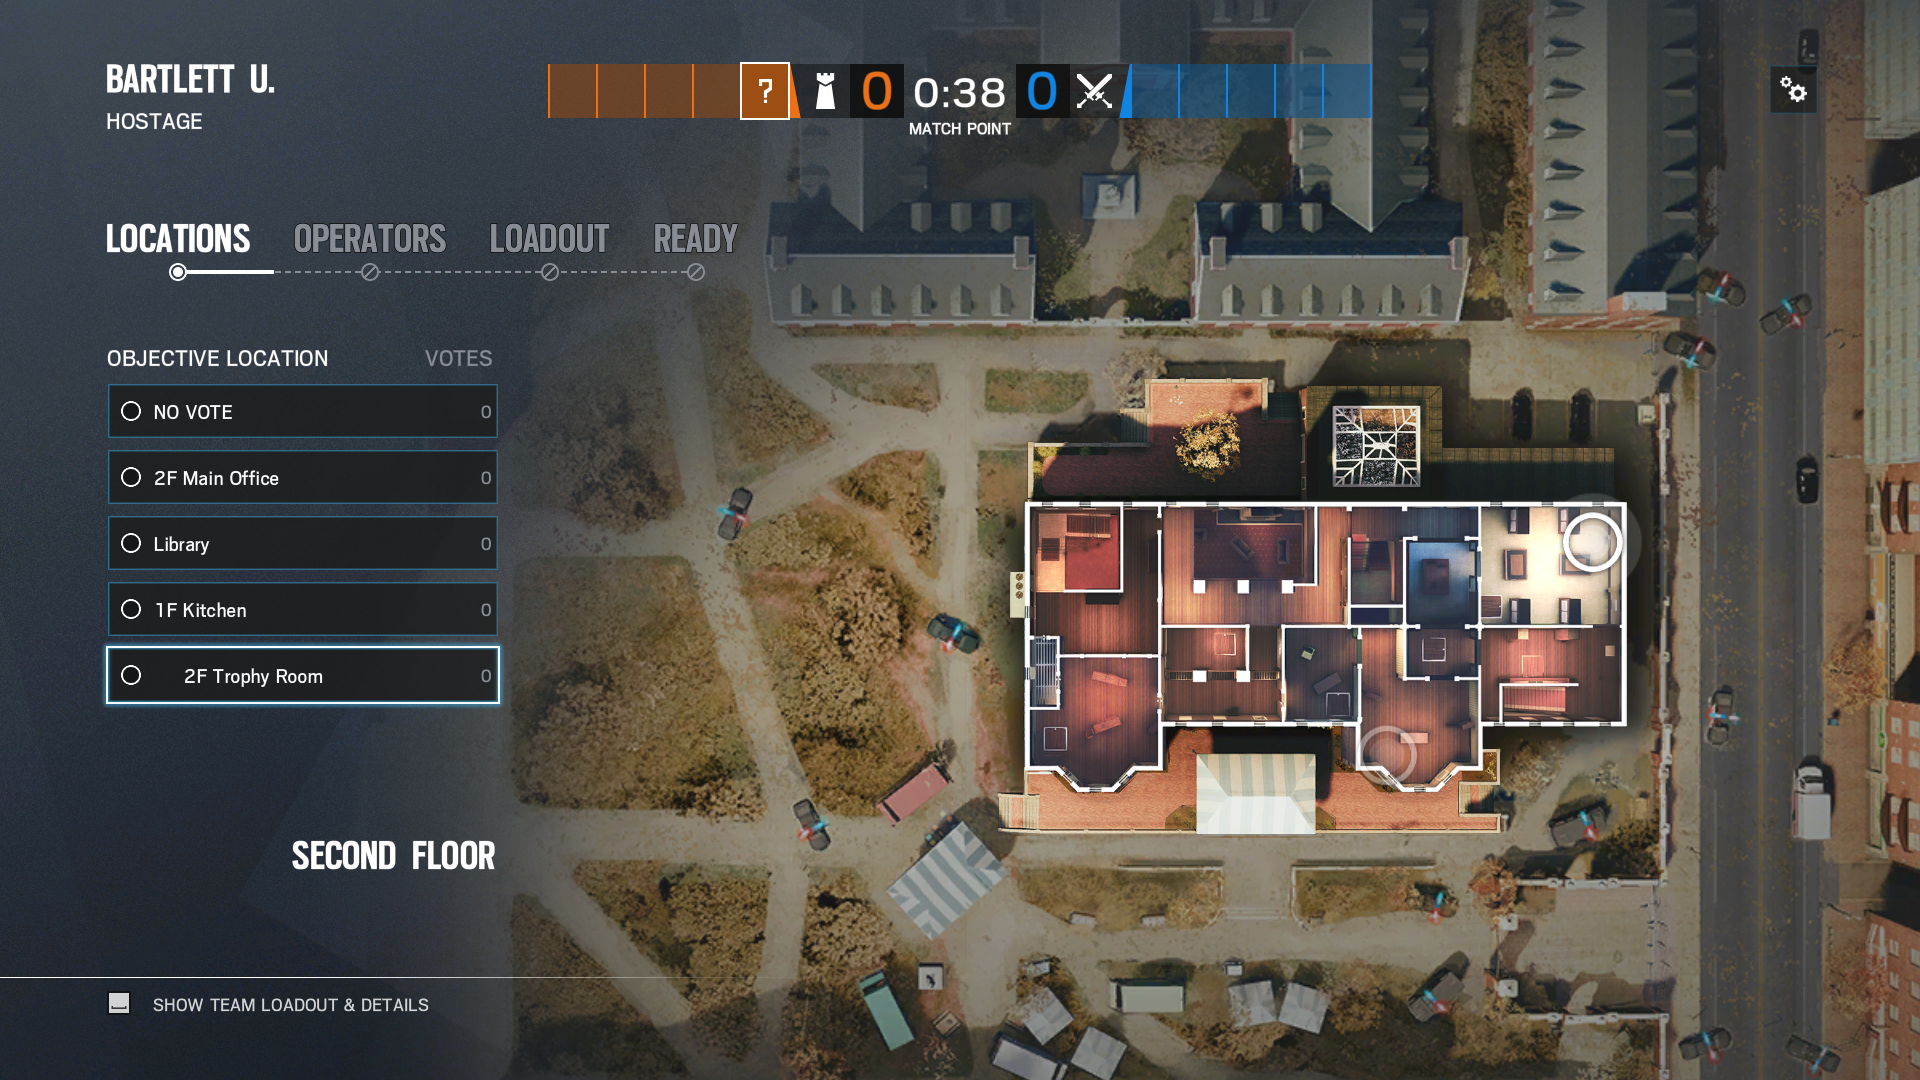 BARTLETT U.
HOSTAGE
?
0
0:38
0
MATCH POINT
LOCATIONS
OPERATORS
LOADOUT
READY
OBJECTIVE LOCATION
VOTES
NO VOTE
0
2F Main Office
0
Library
0
1F Kitchen
0
2F Trophy Room
0
SECOND FLOOR
SHOW TEAM LOADOUT & DETAILS